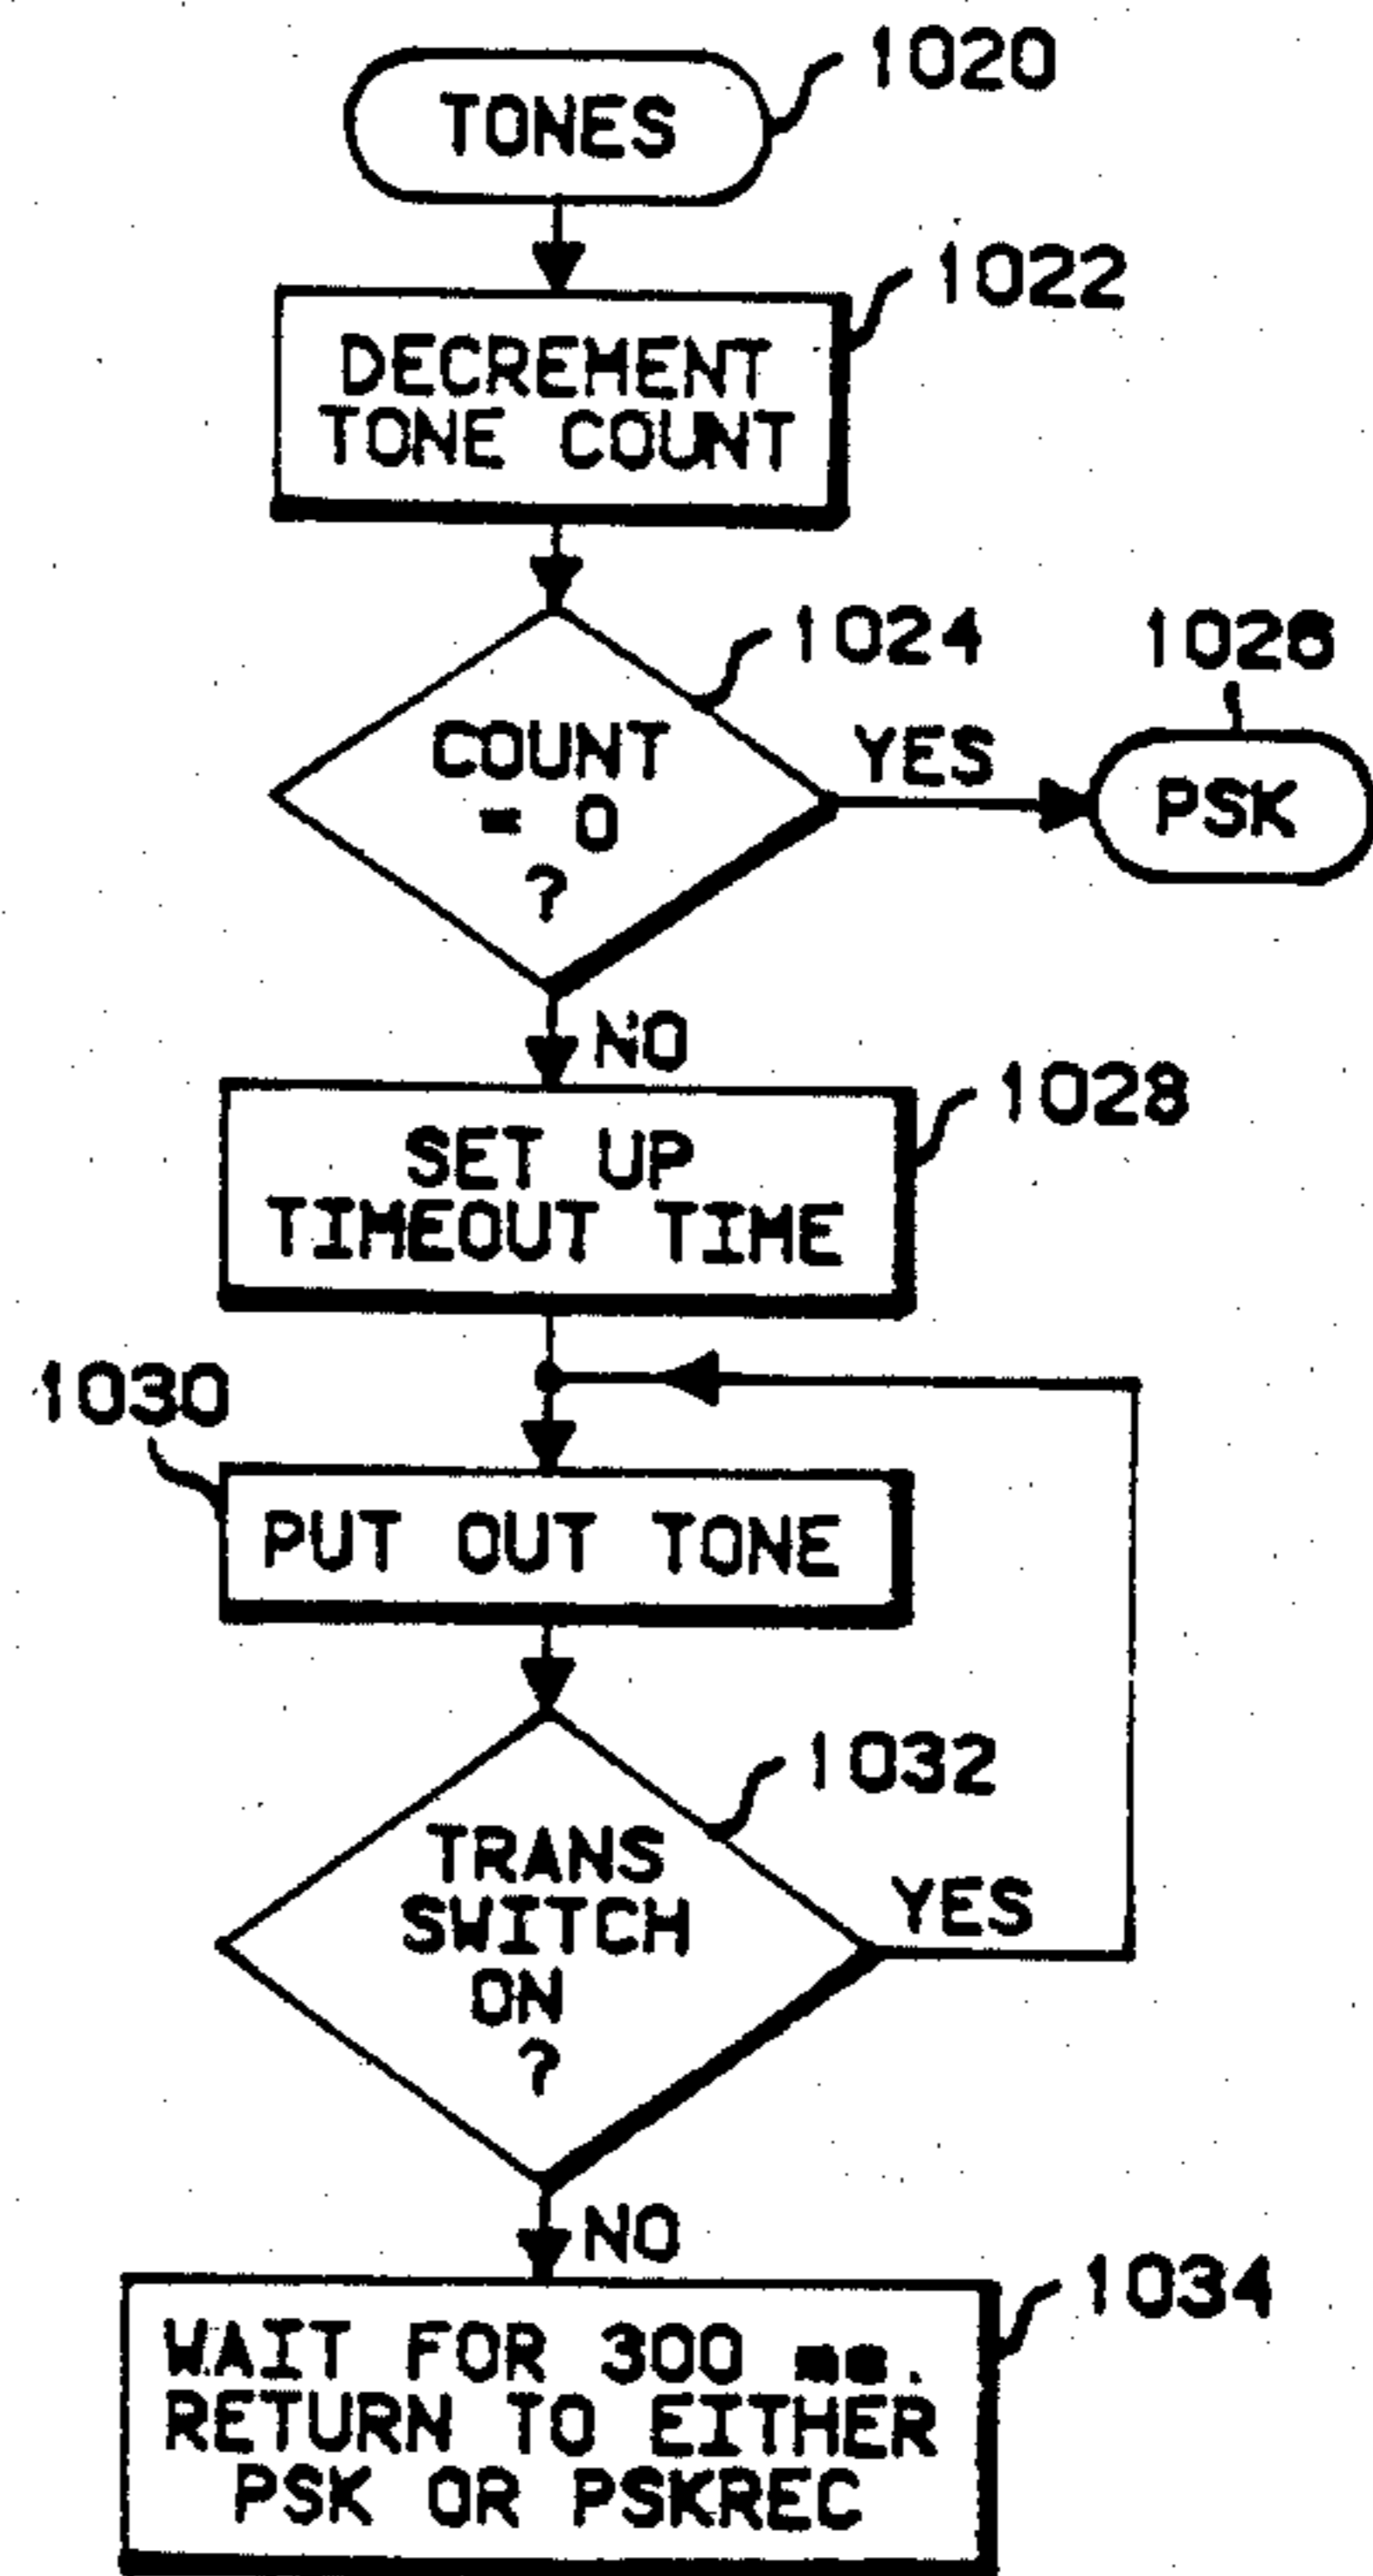 1020
TONES
1022
DECREMENT
TONE COUNT
1024
COUNT
= 0
?
YES
1026
PSK
NO
1028
SET UP
TIMEOUT TIME
1030
PUT OUT TONE
1032
TRANS
SWITCH
ON
?
YES
NO
1034
WAIT FOR 300
RETURN TO EITHER
PSK OR PSKREC